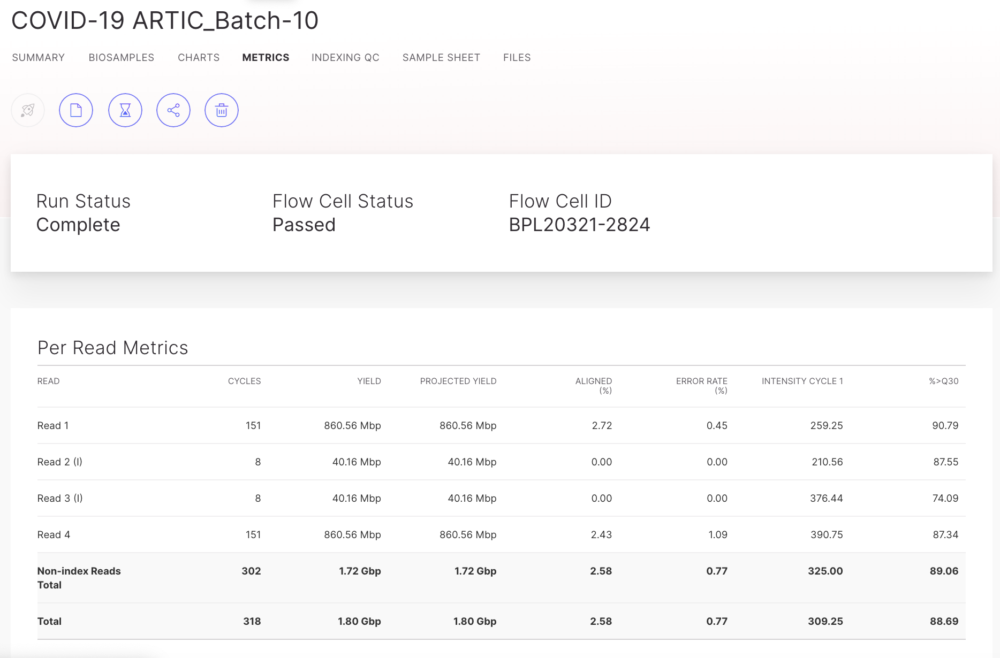 COVID-19 ARTIC_Batch-10
SUMMARY BIOSAMPLES CHARTS METRICS INDEXING QC SAMPLE SHEET FILES
Run Status Flow Cell Status Flow Cell ID
Complete Passed BPL20321-2824
Per Read Metrics
READ CYCLES YIELD PROJECTED YIELD ALIGNED ERROR RATE INTENSITY CYCLE 1 %>Q30
(%) (%)
Read 1 151 860.56 Mbp 860.56 Mbp 2.72 0.45 259.25 90.79
Read 2 (I) 8 40.16 Mbp 40.16 Mbp 0.00 0.00 210.56 87.55
Read 3 (I) 8 40.16 Mbp 40.16 Mbp 0.00 0.00 376.44 74.09
Read 4 151 860.56 Mbp 860.56 Mbp 2.43 1.09 390.75 87.34
Non-index Reads 302 1.72 Gbp 1.72 Gbp 2.58 0.77 325.00 89.06
Total
Total 318 1.80 Gbp 1.80 Gbp 2.58 0.77 309.25 88.69